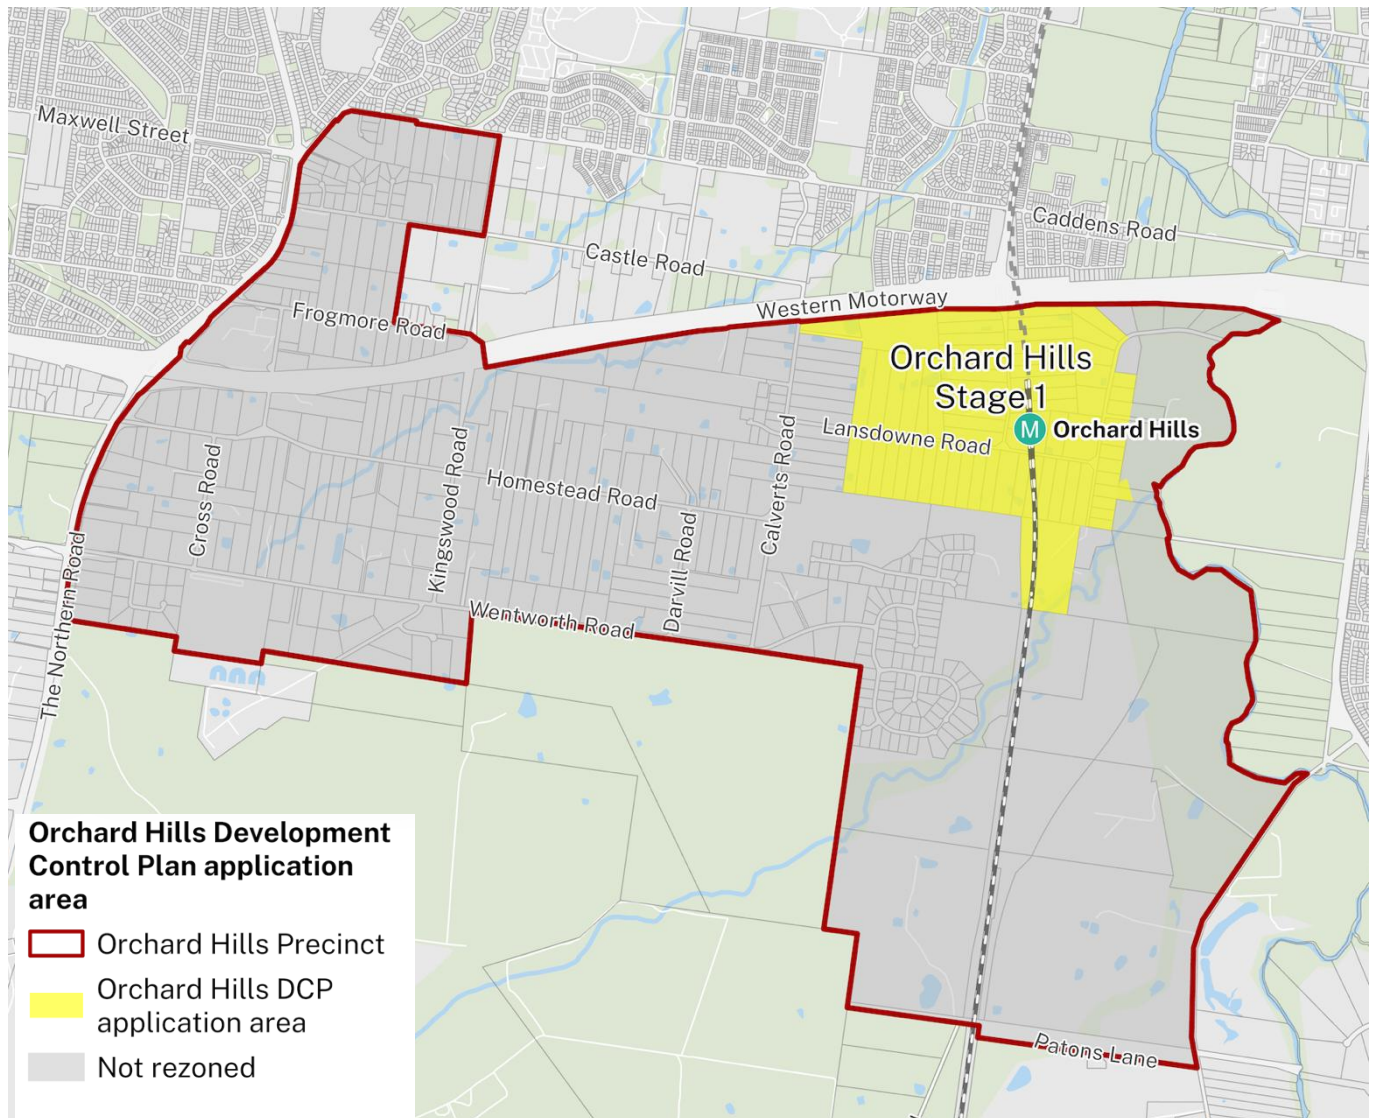 Maxwell Street
Caddens Road
Castle Road
Western Motorway
Frogmore Road
Orchard Hills
Stage 1
M Orchard Hills
Lansdowne Road
Cross Road
Kingswood Road
Homestead Road
Calverts Road
Darvill Road
The Northern Road
Wentworth Road
Patons Lane
Orchard Hills Development
Control Plan application
area
Orchard Hills Precinct
Orchard Hills DCP
application area
Not rezoned